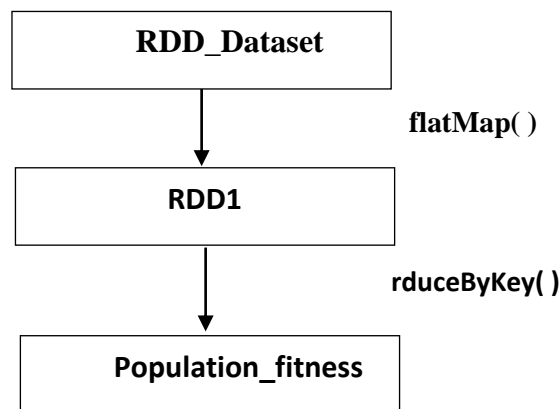 RDD_Dataset
flatMap( )
RDD1
rduceByKey( )
Population_fitness